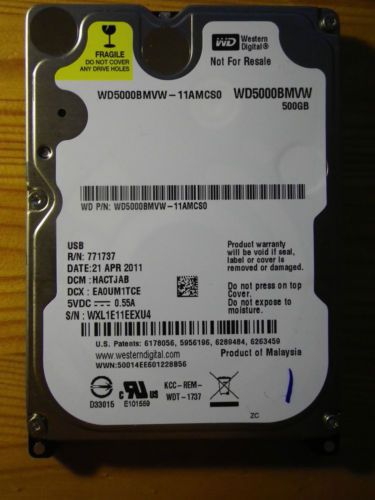 FRAGILE
DO NOT COVER
ANY DRIVE HOLES
WD Western
Digital®
Not For Resale
WD5000BMVW-11AMCS0 WD5000BMVW
500GB
WD P/N: WD5000BMVW-11AMCS0
USB
R/N: 771737
DATE: 21 APR 2011
DCM: HACTJAB
DCX: EA0UM1TCE
5VDC 0.55A
S/N: WXL1E11EEXU4
Product warranty
will be void if seal,
label or cover is
removed or damaged.
Do not press on top
cover.
Do not expose to
moisture.
U.S. Patents: 6178056, 5956196, 6289484, 6263459
www.westerndigital.com Product of Malaysia
WWN:50014EE601228856
D33015
c UR US
E101559
KCC-REM-
WDT-1737
ZC
1